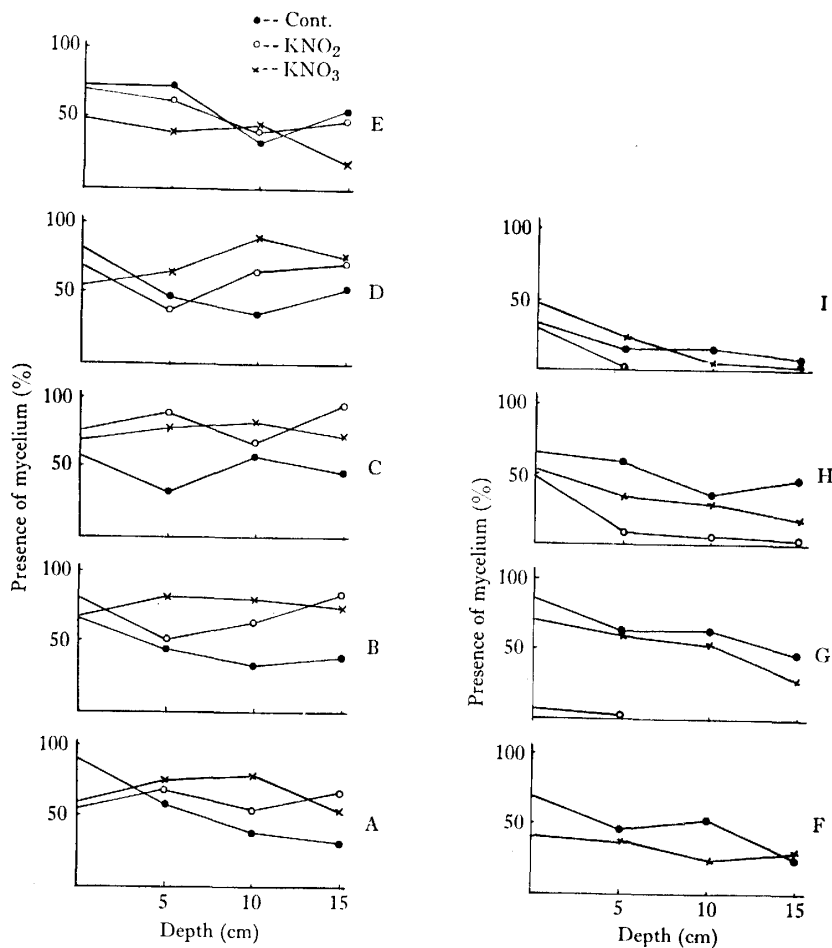 ●-- Cont.
○-- KNO₂
×-- KNO₃
Presence of mycelium (%)
100
50
E
100
50
D
100
50
C
100
50
B
100
50
A
5
10
15
Depth (cm)
Presence of mycelium (%)
100
50
I
100
50
H
100
50
G
100
50
F
5
10
15
Depth (cm)